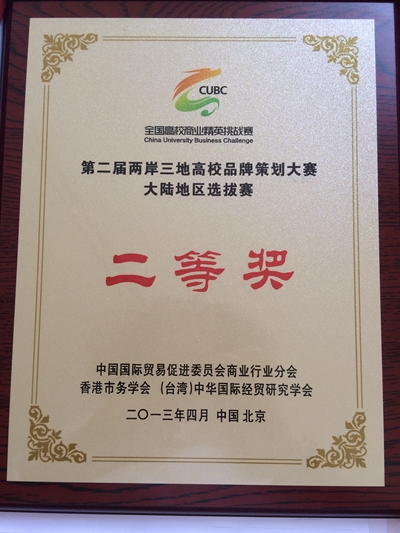 CUBC
全国高校商业精英挑战赛
China University Business Challenge
第二届两岸三地高校品牌策划大赛
大陆地区选拔赛
二等奖
中国国际贸易促进委员会商业行业分会
香港市务学会 (台湾)中华国际经贸研究学会
二〇一三年四月 中国 北京